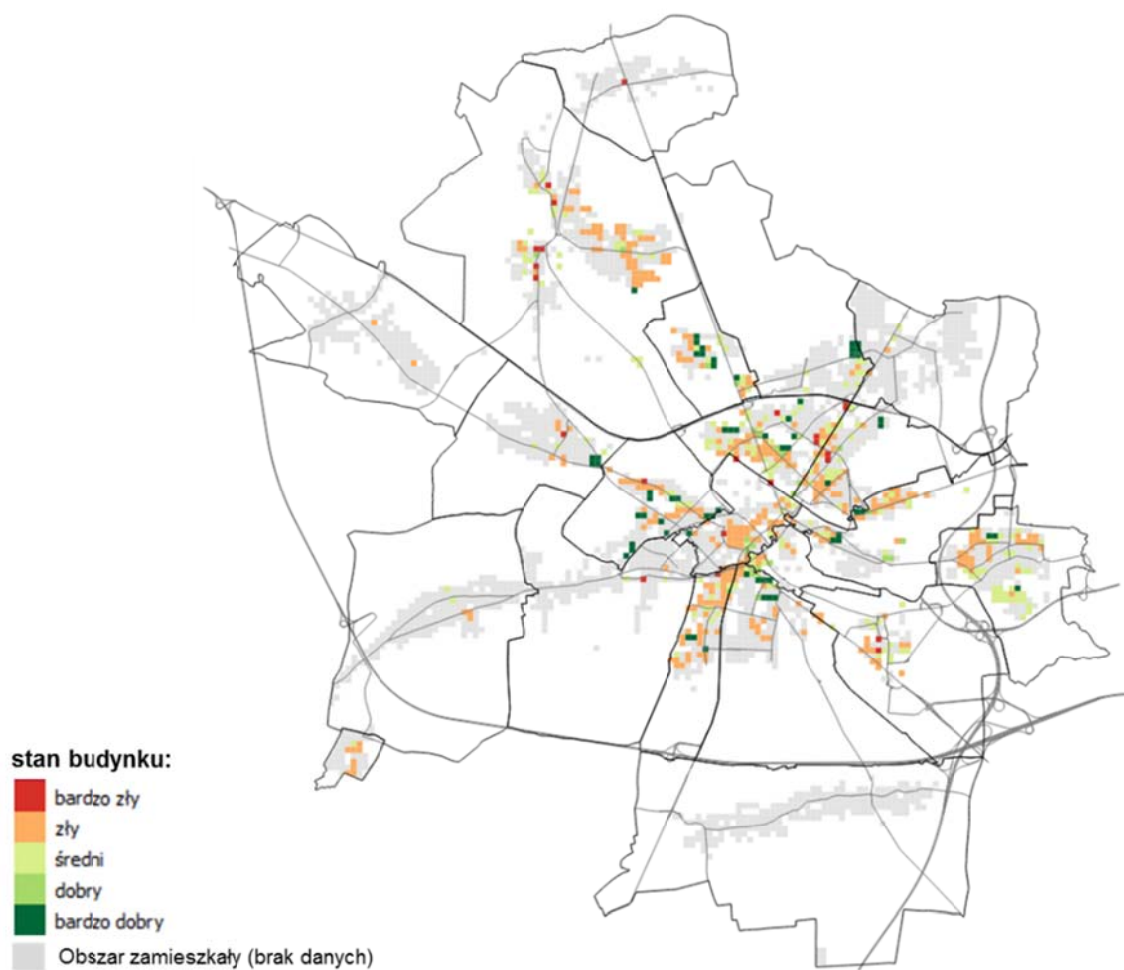 stan budynku:
bardzo zły
zły
średni
dobry
bardzo dobry
Obszar zamieszkały (brak danych)